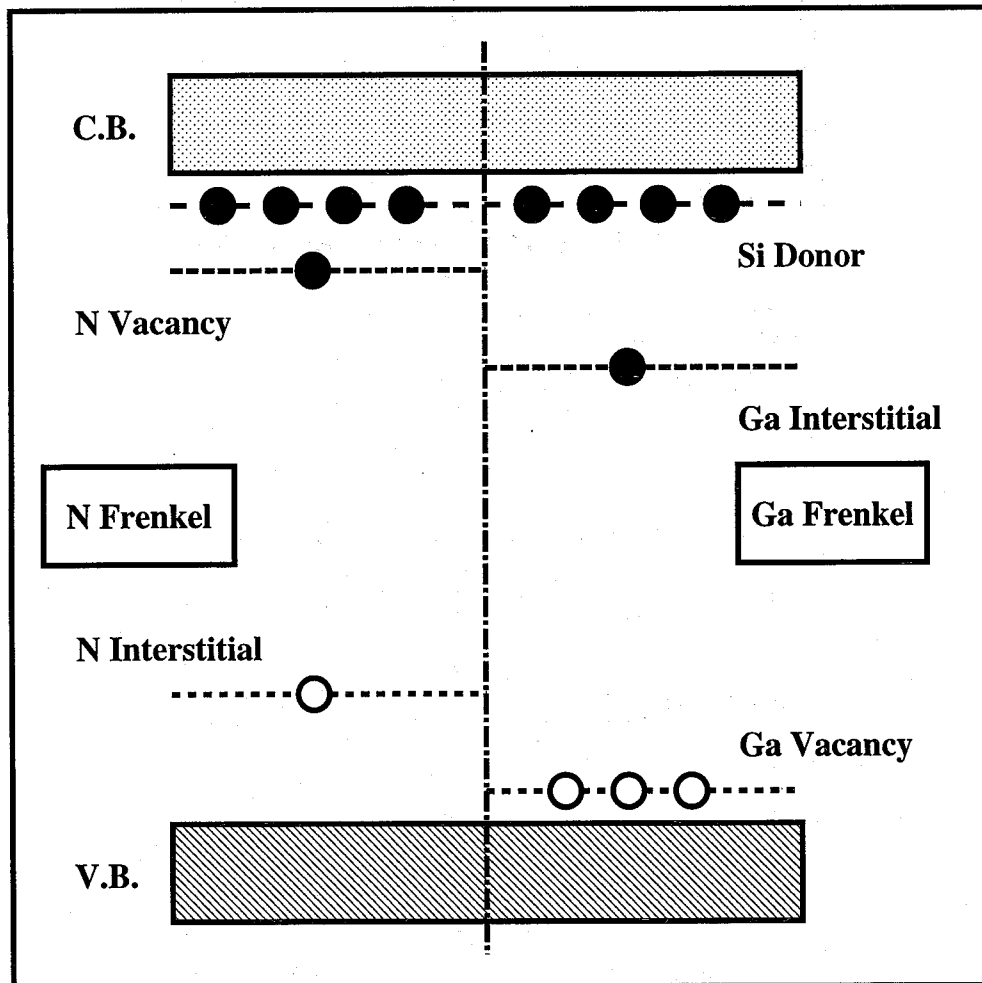 C.B.
Si Donor
N Vacancy
Ga Interstitial
N Frenkel
Ga Frenkel
N Interstitial
Ga Vacancy
V.B.